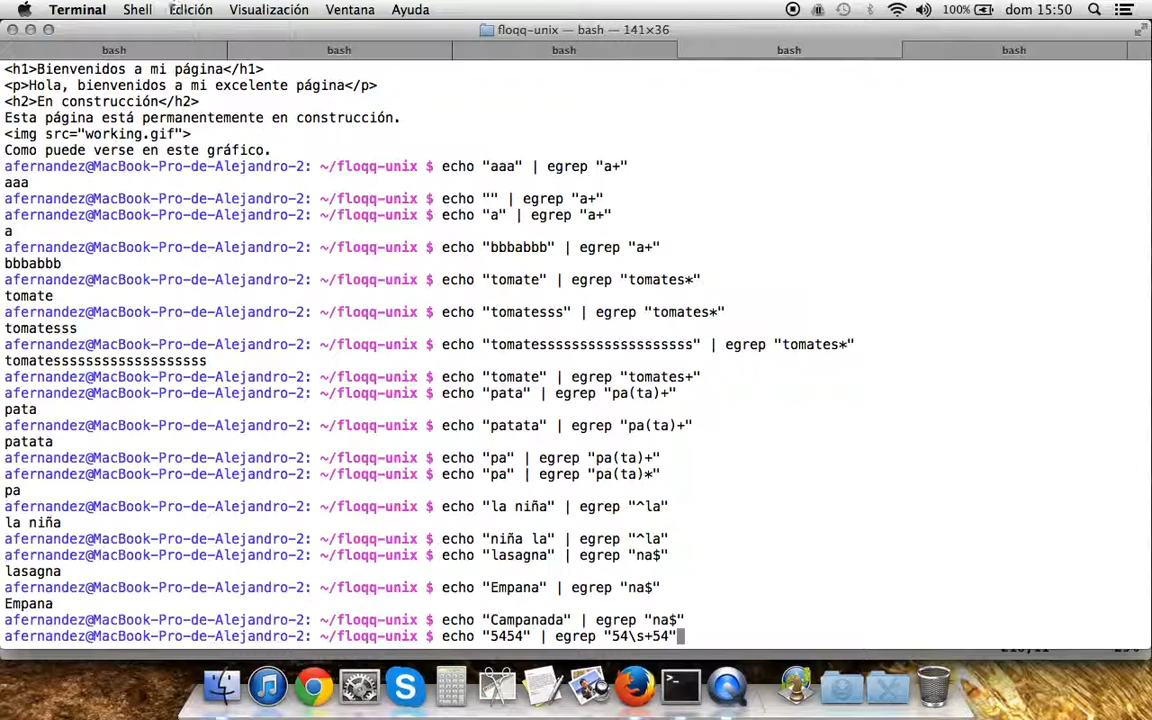 Terminal Shell Edición Visualización Ventana Ayuda 100% dom 15:50
floqq-unix — bash — 141×36
bash bash bash bash bash
<h1>Bienvenidos a mi página</h1>
<p>Hola, bienvenidos a mi excelente página</p>
<h2>En construcción</h2>
Esta página está permanentemente en construcción.
<img src="working.gif">
Como puede verse en este gráfico.
afernandez@MacBook-Pro-de-Alejandro-2: ~/floqq-unix $ echo "aaa" | egrep "a+"
aaa
afernandez@MacBook-Pro-de-Alejandro-2: ~/floqq-unix $ echo "" | egrep "a+"
afernandez@MacBook-Pro-de-Alejandro-2: ~/floqq-unix $ echo "a" | egrep "a+"
a
afernandez@MacBook-Pro-de-Alejandro-2: ~/floqq-unix $ echo "bbbabbb" | egrep "a+"
bbbabbb
afernandez@MacBook-Pro-de-Alejandro-2: ~/floqq-unix $ echo "tomate" | egrep "tomates*"
tomate
afernandez@MacBook-Pro-de-Alejandro-2: ~/floqq-unix $ echo "tomatesss" | egrep "tomates*"
tomatesss
afernandez@MacBook-Pro-de-Alejandro-2: ~/floqq-unix $ echo "tomatesssssssssssssssssss" | egrep "tomates*"
tomatesssssssssssssssssss
afernandez@MacBook-Pro-de-Alejandro-2: ~/floqq-unix $ echo "tomate" | egrep "tomates+"
afernandez@MacBook-Pro-de-Alejandro-2: ~/floqq-unix $ echo "pata" | egrep "pa(ta)+"
pata
afernandez@MacBook-Pro-de-Alejandro-2: ~/floqq-unix $ echo "patata" | egrep "pa(ta)+"
patata
afernandez@MacBook-Pro-de-Alejandro-2: ~/floqq-unix $ echo "pa" | egrep "pa(ta)+"
afernandez@MacBook-Pro-de-Alejandro-2: ~/floqq-unix $ echo "pa" | egrep "pa(ta)*"
pa
afernandez@MacBook-Pro-de-Alejandro-2: ~/floqq-unix $ echo "la niña" | egrep "^la"
la niña
afernandez@MacBook-Pro-de-Alejandro-2: ~/floqq-unix $ echo "niña la" | egrep "^la"
afernandez@MacBook-Pro-de-Alejandro-2: ~/floqq-unix $ echo "lasagna" | egrep "na$"
lasagna
afernandez@MacBook-Pro-de-Alejandro-2: ~/floqq-unix $ echo "Empana" | egrep "na$"
Empana
afernandez@MacBook-Pro-de-Alejandro-2: ~/floqq-unix $ echo "Campanada" | egrep "na$"
afernandez@MacBook-Pro-de-Alejandro-2: ~/floqq-unix $ echo "5454" | egrep "54\s+54"